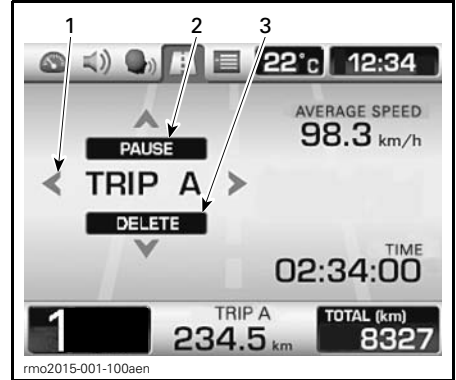 1 2 3
22°c 12:34
AVERAGE SPEED
98.3 km/h
PAUSE
TRIP A
DELETE
TIME
02:34:00
1
TRIP A
234.5 km
TOTAL (km)
8327
rmo2015-001-100aen